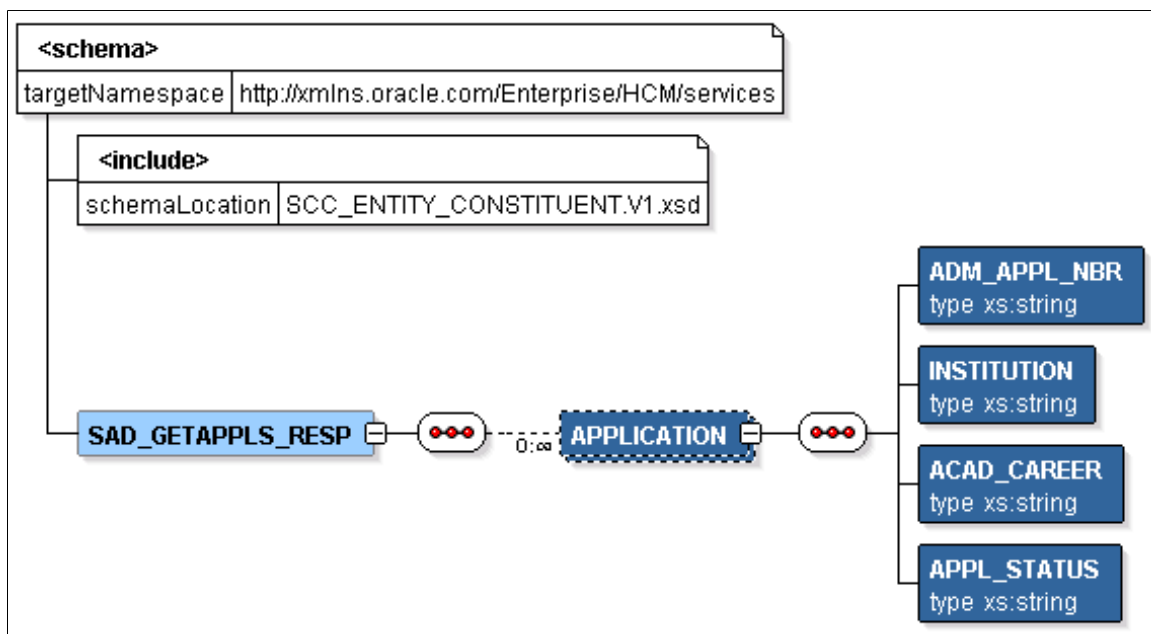 <schema>
targetNamespace http://xmlns.oracle.com/Enterprise/HCM/services
<include>
schemaLocation SCC_ENTITY_CONSTITUENT.V1.xsd
SAD_GETAPPLS_RESP
0:∞
APPLICATION
ADM_APPL_NBR
type xs:string
INSTITUTION
type xs:string
ACAD_CAREER
type xs:string
APPL_STATUS
type xs:string